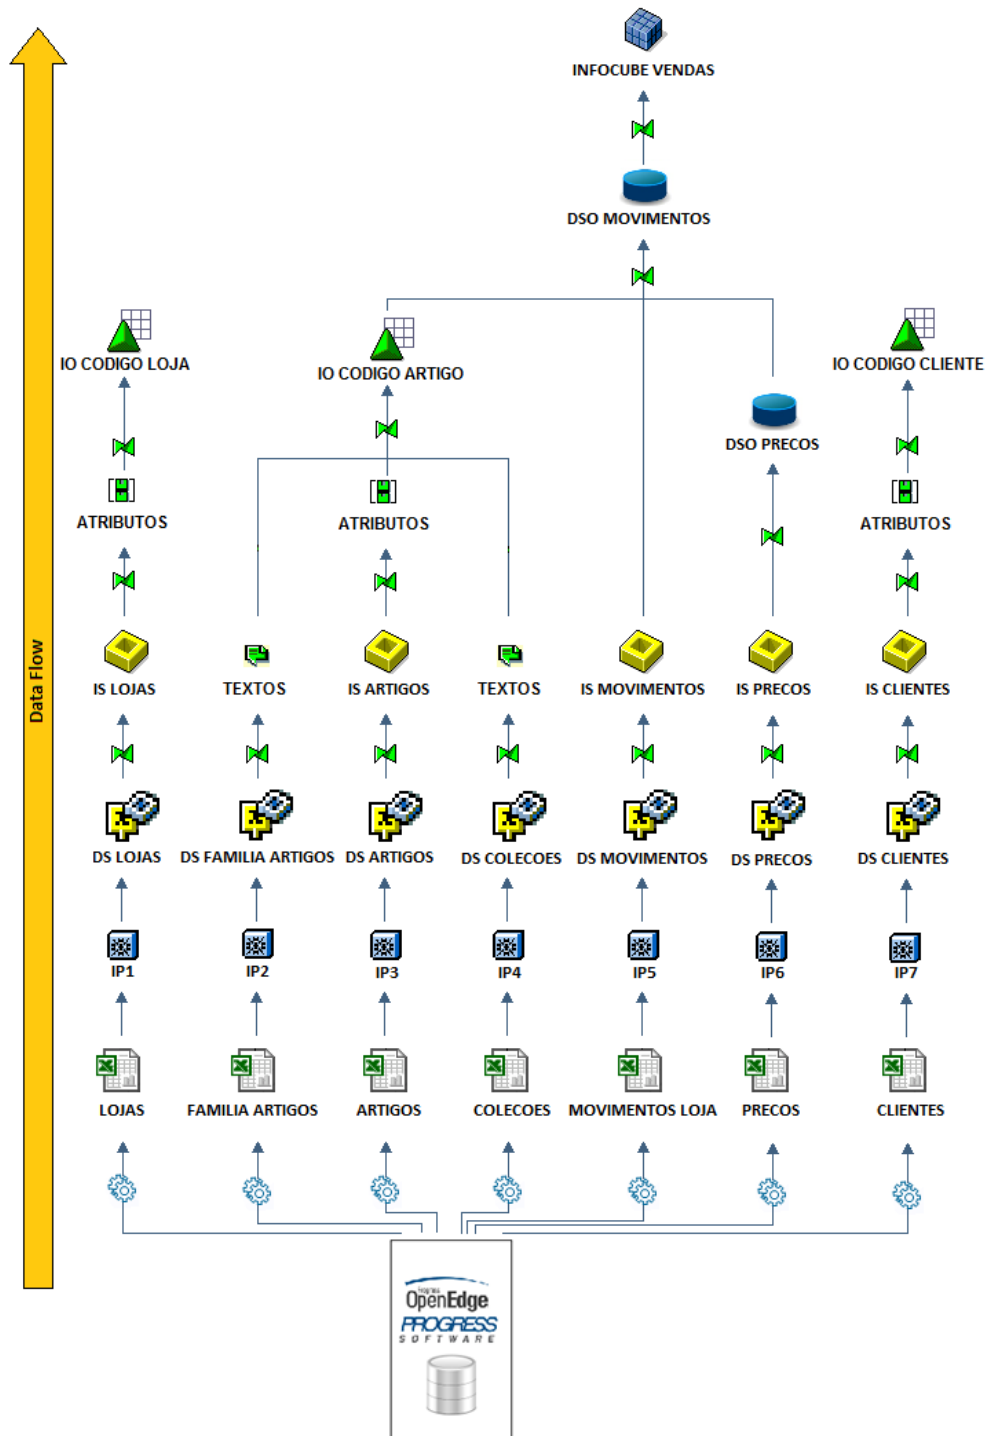 INFOCUBE VENDAS
DSO MOVIMENTOS
IO CODIGO LOJA
IO CODIGO ARTIGO
IO CODIGO CLIENTE
DSO PRECOS
ATRIBUTOS
ATRIBUTOS
ATRIBUTOS
Data Flow
IS LOJAS
TEXTOS
IS ARTIGOS
TEXTOS
IS MOVIMENTOS
IS PRECOS
IS CLIENTES
DS LOJAS
DS FAMILIA ARTIGOS
DS ARTIGOS
DS COLECOES
DS MOVIMENTOS
DS PRECOS
DS CLIENTES
IP1
IP2
IP3
IP4
IP5
IP6
IP7
LOJAS
FAMILIA ARTIGOS
ARTIGOS
COLECOES
MOVIMENTOS LOJA
PRECOS
CLIENTES
Progress
OpenEdge
PROGRESS
SOFTWARE